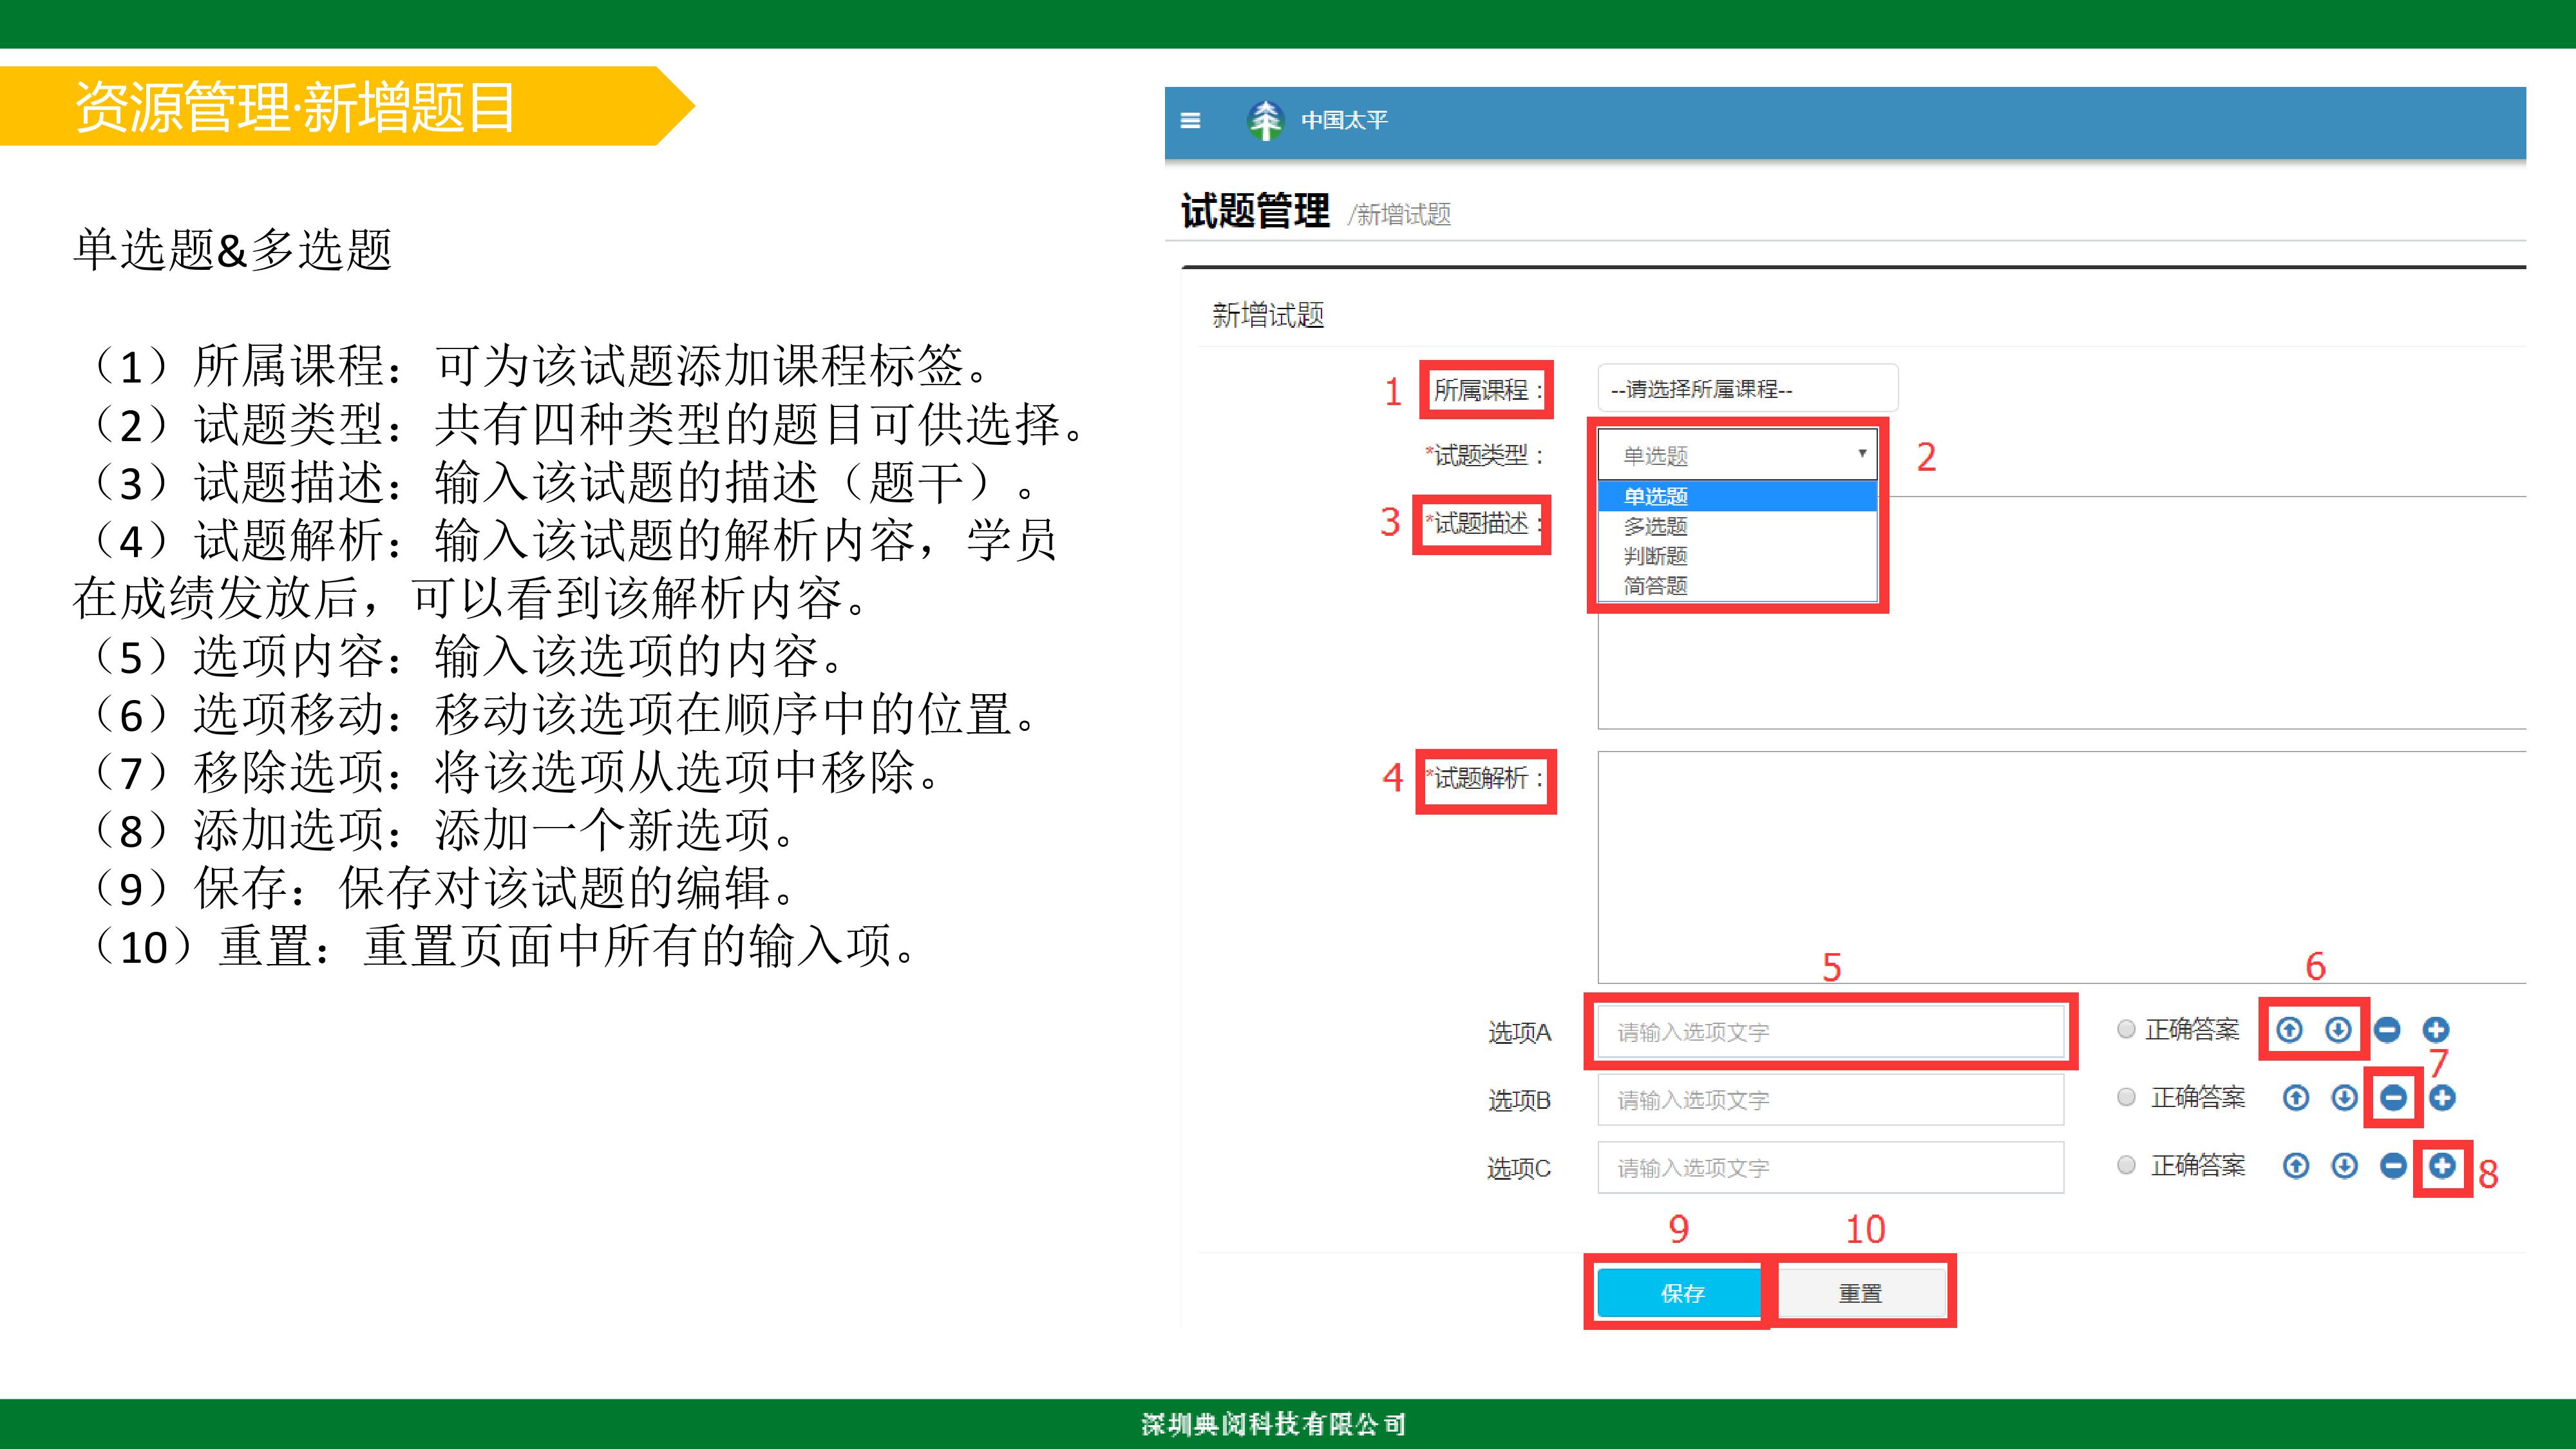 资源管理·新增题目
单选题&多选题
（1）所属课程：可为该试题添加课程标签。
（2）试题类型：共有四种类型的题目可供选择。
（3）试题描述：输入该试题的描述（题干）。
（4）试题解析：输入该试题的解析内容，学员
在成绩发放后，可以看到该解析内容。
（5）选项内容：输入该选项的内容。
（6）选项移动：移动该选项在顺序中的位置。
（7）移除选项：将该选项从选项中移除。
（8）添加选项：添加一个新选项。
（9）保存：保存对该试题的编辑。
（10）重置：重置页面中所有的输入项。
中国太平
试题管理 /新增试题
新增试题
1 所属课程： --请选择所属课程--
*试题类型： 单选题 2
单选题
3 *试题描述：
多选题
判断题
简答题
4 *试题解析：
5 6
选项A 请输入选项文字 正确答案
7
选项B 请输入选项文字 正确答案
选项C 请输入选项文字 正确答案 8
9 10
保存 重置
深圳典阅科技有限公司